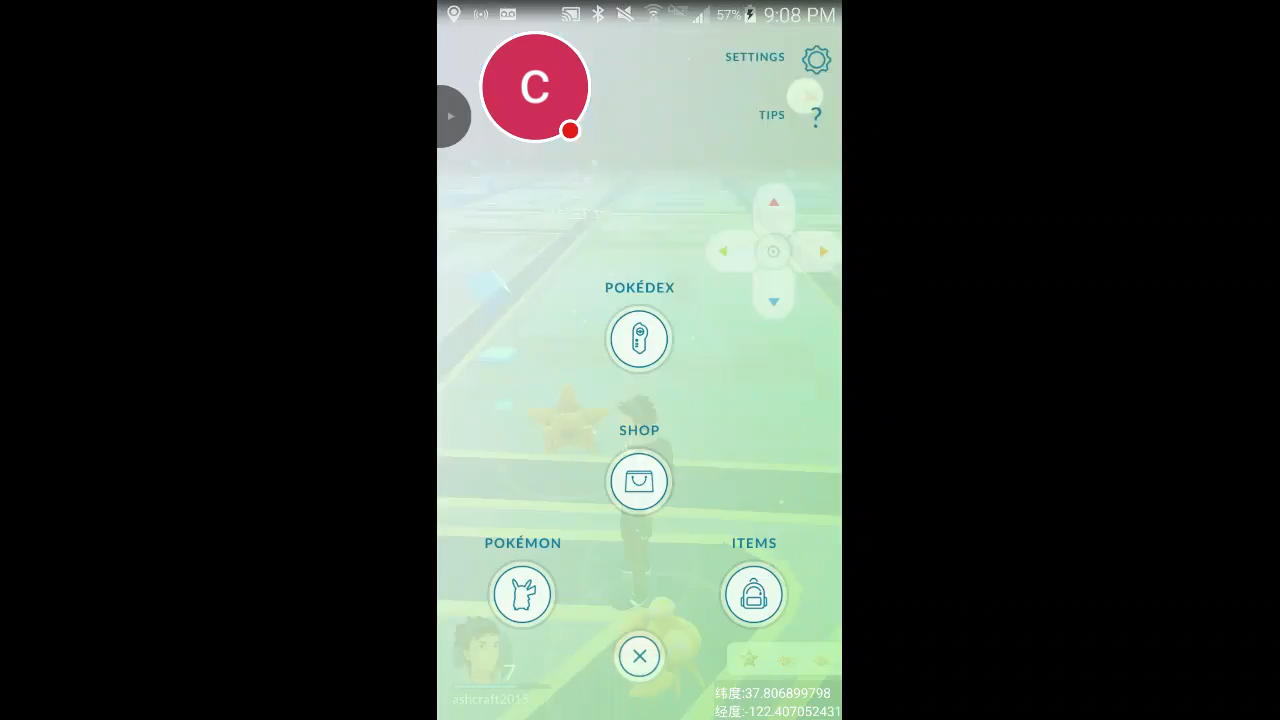 57% 9:08 PM
C
SETTINGS
TIPS
?
POKÉDEX
SHOP
POKÉMON
ITEMS
7
ashcraft2015
纬度:37.806899798
经度:-122.407052431